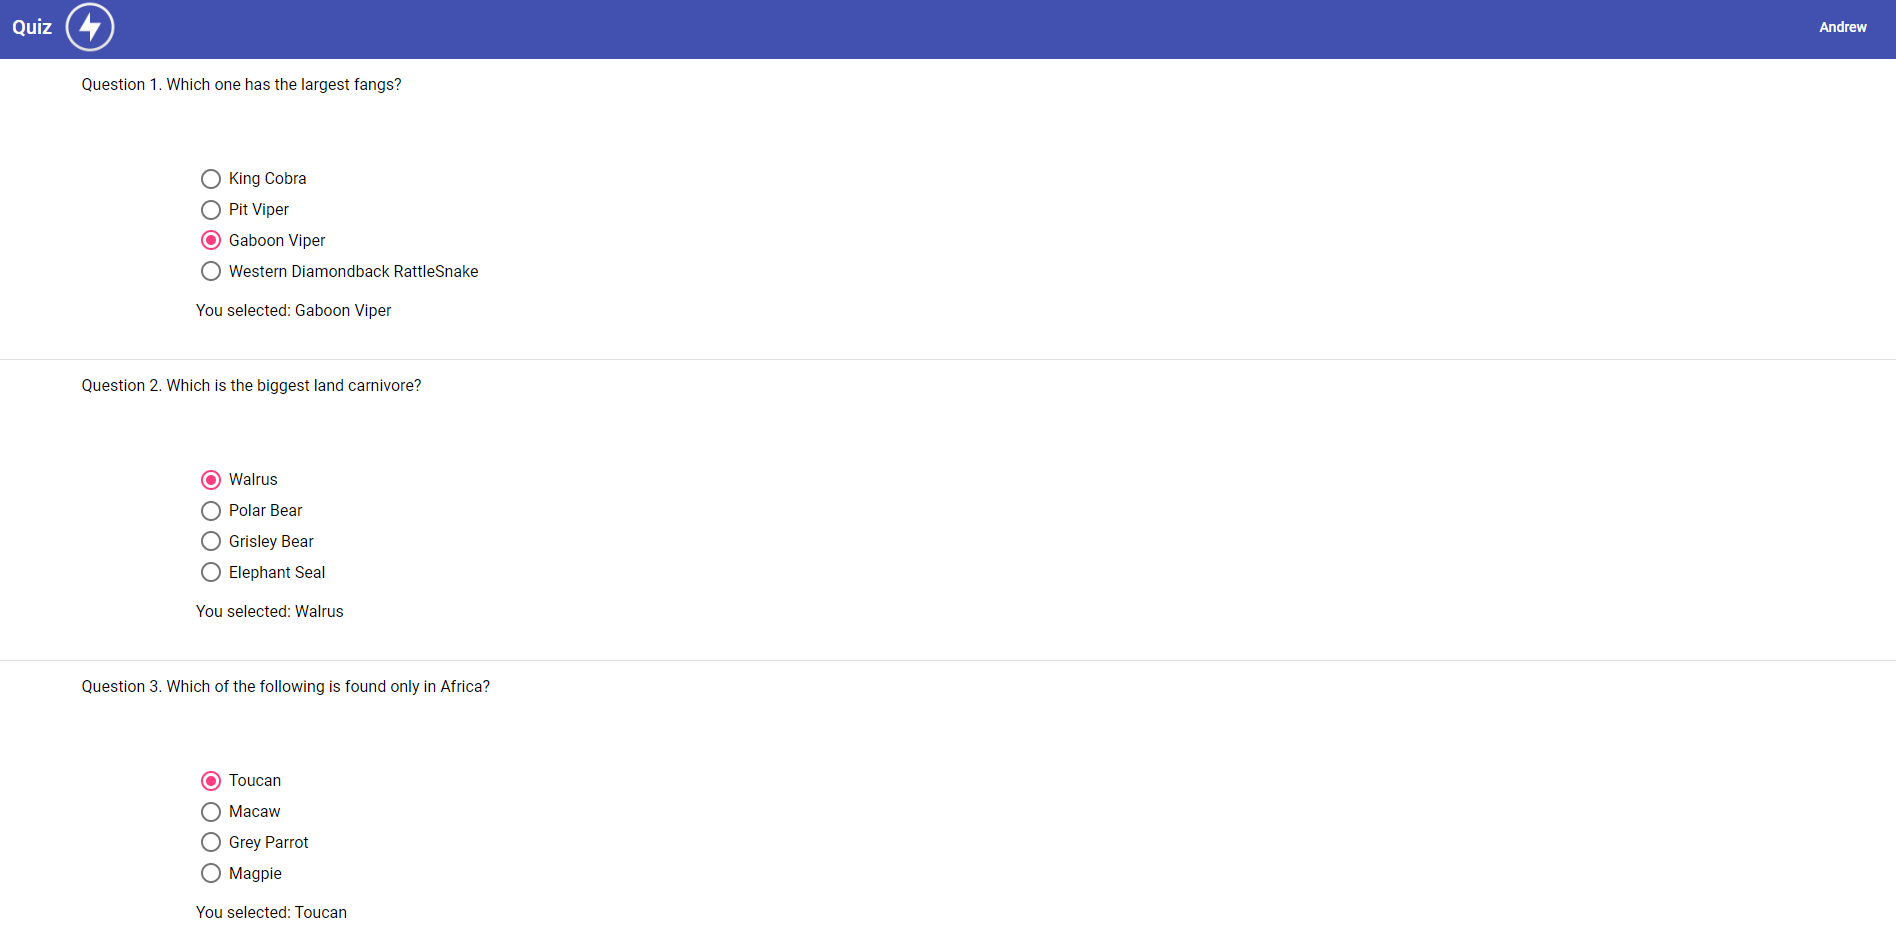 Quiz
Andrew
Question 1. Which one has the largest fangs?
King Cobra
Pit Viper
Gaboon Viper
Western Diamondback RattleSnake
You selected: Gaboon Viper
Question 2. Which is the biggest land carnivore?
Walrus
Polar Bear
Grisley Bear
Elephant Seal
You selected: Walrus
Question 3. Which of the following is found only in Africa?
Toucan
Macaw
Grey Parrot
Magpie
You selected: Toucan